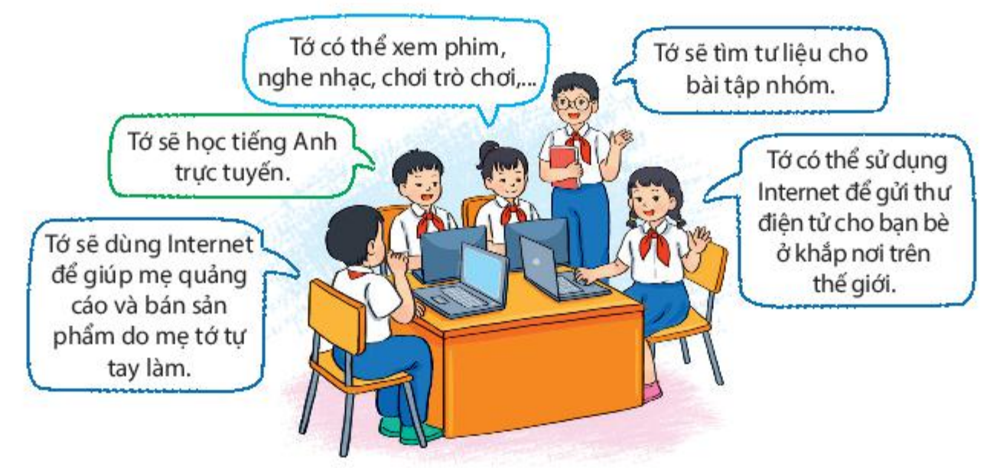 Tớ có thể xem phim,
nghe nhạc, chơi trò chơi,...
Tớ sẽ tìm tư liệu cho
bài tập nhóm.
Tớ sẽ học tiếng Anh
trực tuyến.
Tớ có thể sử dụng
Internet để gửi thư
điện tử cho bạn bè
ở khắp nơi trên
thế giới.
Tớ sẽ dùng Internet
để giúp mẹ quảng
cáo và bán sản
phẩm do mẹ tớ tự
tay làm.